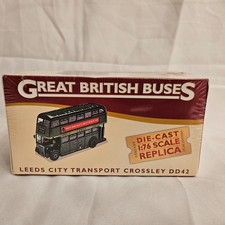 GREAT BRITISH BUSES
DIE-CAST
1:76 SCALE
REPLICA
LEEDS CITY TRANSPORT CROSSLEY DD42